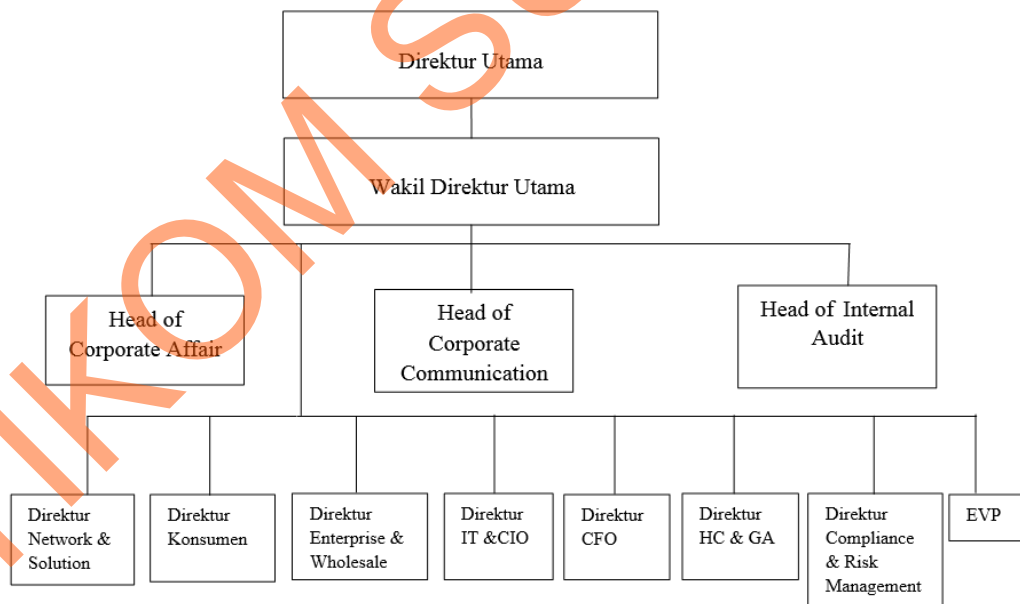 Direktur Utama
Wakil Direktur Utama
Head of
Corporate Affair
Head of
Corporate
Communication
Head of Internal
Audit
Direktur
Network &
Solution
Direktur
Konsumen
Direktur
Enterprise &
Wholesale
Direktur
IT &CIO
Direktur
CFO
Direktur
HC & GA
Direktur
Compliance
& Risk
Management
EVP
IKOM S